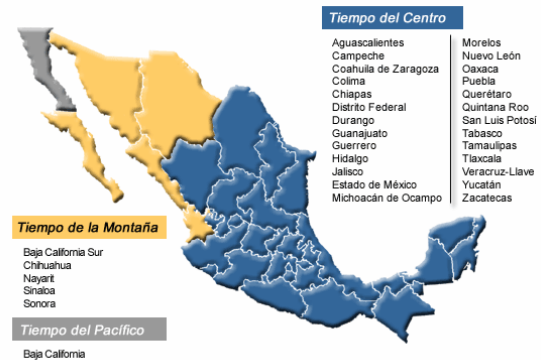 Tiempo del Centro
Aguascalientes
Campeche
Coahuila de Zaragoza
Colima
Chiapas
Distrito Federal
Durango
Guanajuato
Guerrero
Hidalgo
Jalisco
Estado de México
Michoacán de Ocampo
Morelos
Nuevo León
Oaxaca
Puebla
Querétaro
Quintana Roo
San Luis Potosí
Tabasco
Tamaulipas
Tlaxcala
Veracruz-Llave
Yucatán
Zacatecas
Tiempo de la Montaña
Baja California Sur
Chihuahua
Nayarit
Sinaloa
Sonora
Tiempo del Pacífico
Baja California